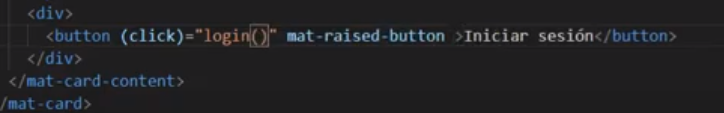 <div>
<button (click)="login()" mat-raised-button >Iniciar sesión</button>
</div>
</mat-card-content>
/mat-card>